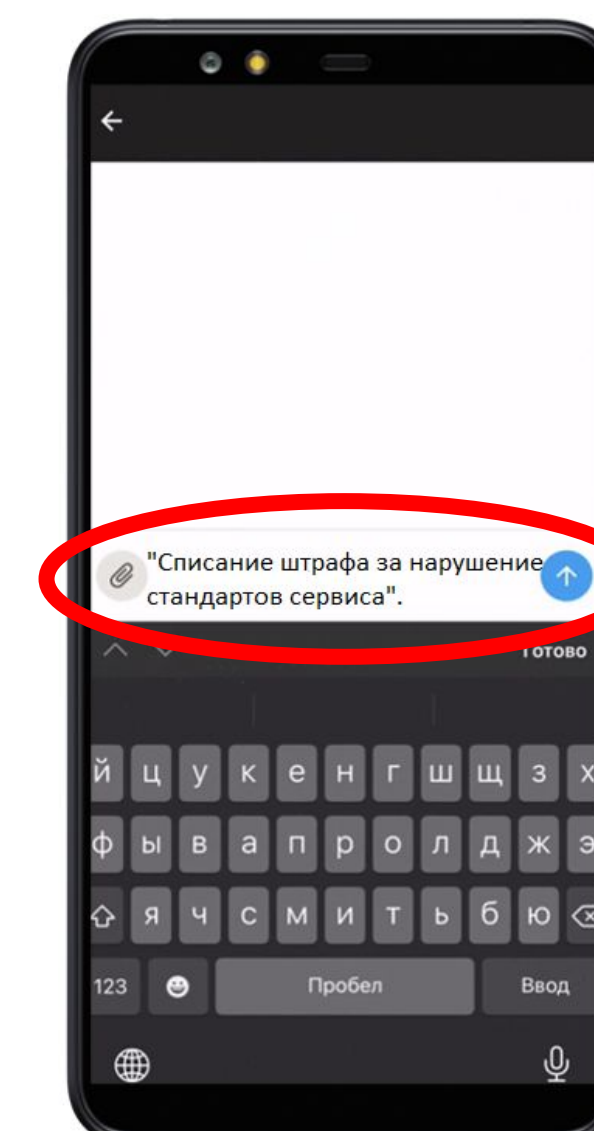 "Списание штрафа за нарушение
стандартов сервиса".
Готово
й ц у к е н г ш щ з х
ф ы в а п р о л д ж э
я ч с м и т ь б ю
123 Пробел Ввод